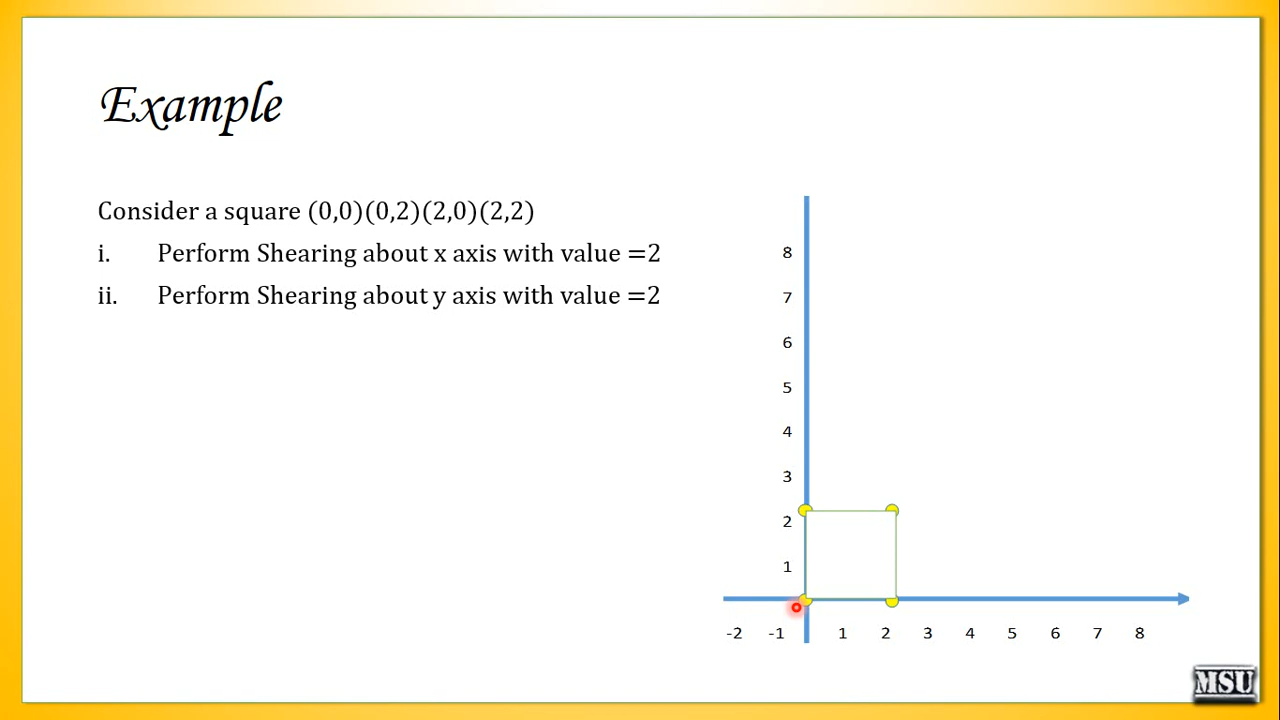 Example
Consider a square (0,0)(0,2)(2,0)(2,2)
i. Perform Shearing about x axis with value =2
ii. Perform Shearing about y axis with value =2
8
7
6
5
4
3
2
1
-2 -1 1 2 3 4 5 6 7 8
MSU